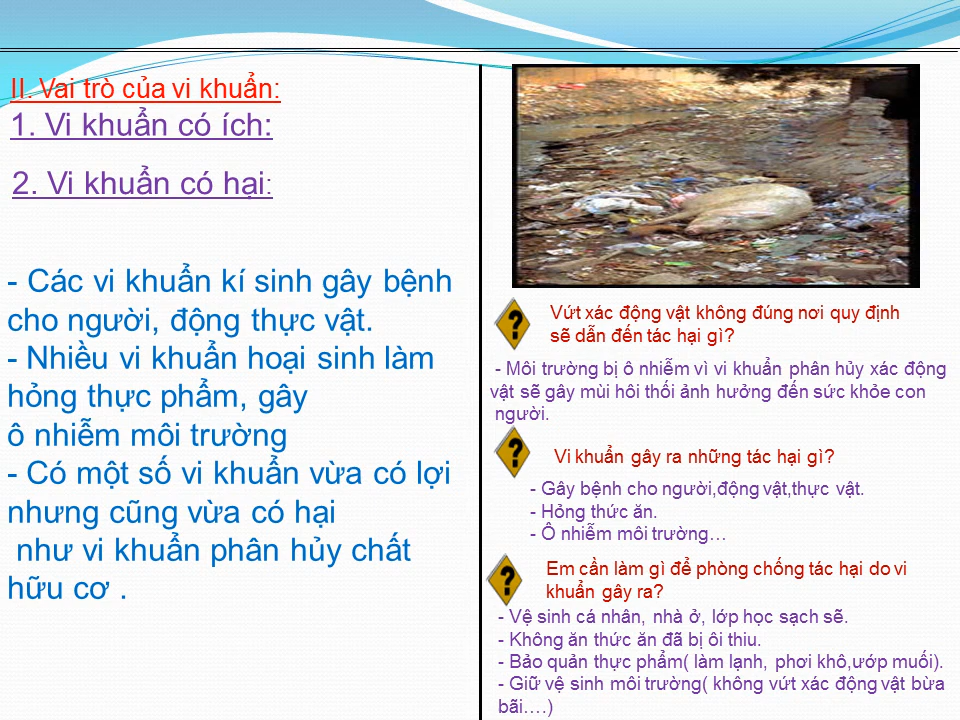 II. Vai trò của vi khuẩn:
1. Vi khuẩn có ích:
2. Vi khuẩn có hại:
- Các vi khuẩn kí sinh gây bệnh
cho người, động thực vật.
- Nhiều vi khuẩn hoại sinh làm
hỏng thực phẩm, gây
ô nhiễm môi trường
- Có một số vi khuẩn vừa có lợi
nhưng cũng vừa có hại
như vi khuẩn phân hủy chất
hữu cơ .
Vứt xác động vật không đúng nơi quy định
sẽ dẫn đến tác hại gì?
- Môi trường bị ô nhiễm vì vi khuẩn phân hủy xác động
vật sẽ gây mùi hôi thối ảnh hưởng đến sức khỏe con
người.
Vi khuẩn gây ra những tác hại gì?
- Gây bệnh cho người,động vật,thực vật.
- Hỏng thức ăn.
- Ô nhiễm môi trường…
Em cần làm gì để phòng chống tác hại do vi
khuẩn gây ra?
- Vệ sinh cá nhân, nhà ở, lớp học sạch sẽ.
- Không ăn thức ăn đã bị ôi thiu.
- Bảo quản thực phẩm( làm lạnh, phơi khô,ướp muối).
- Giữ vệ sinh môi trường( không vứt xác động vật bừa
bãi….)